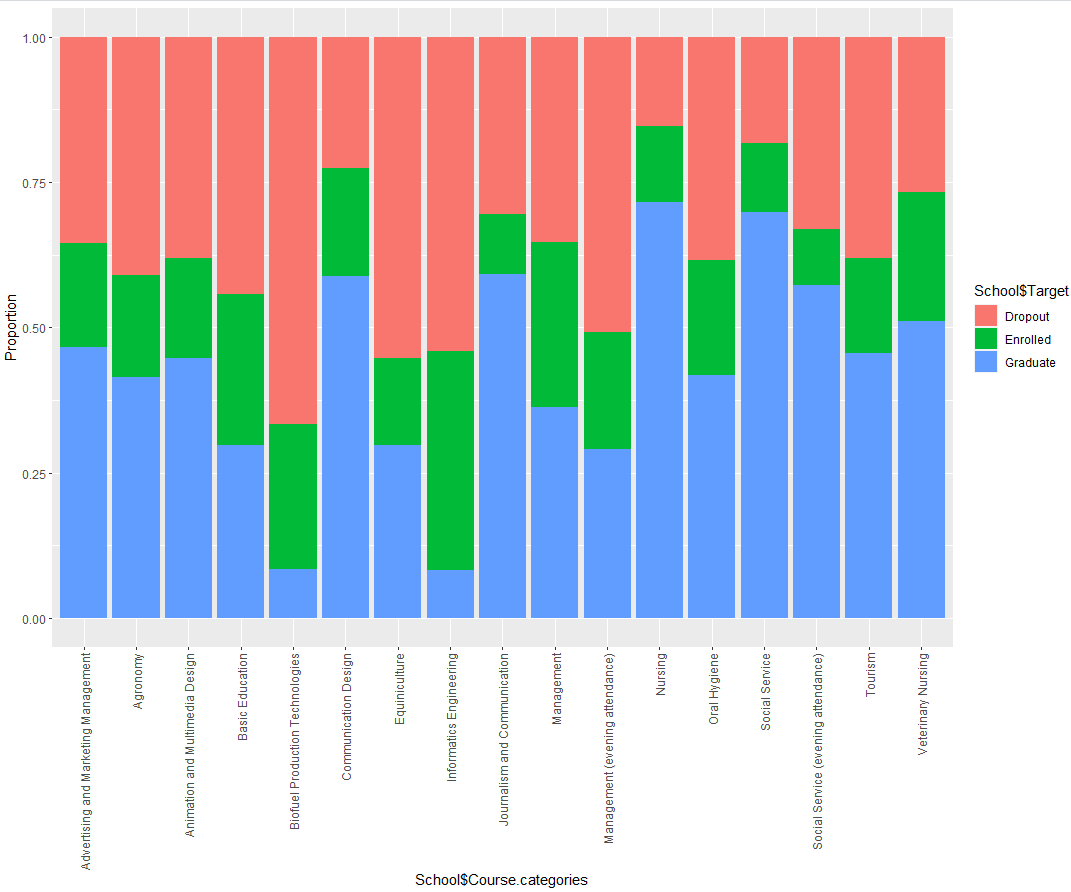 1.00
0.75
0.50
0.25
0.00
Proportion
Advertising and Marketing Management
Agronomy
Animation and Multimedia Design
Basic Education
Biofuel Production Technologies
Communication Design
Equiniculture
Informatics Engineering
Journalism and Communication
Management
Management (evening attendance)
Nursing
Oral Hygiene
Social Service
Social Service (evening attendance)
Tourism
Veterinary Nursing
School$Course.categories
School$Target
Dropout
Enrolled
Graduate